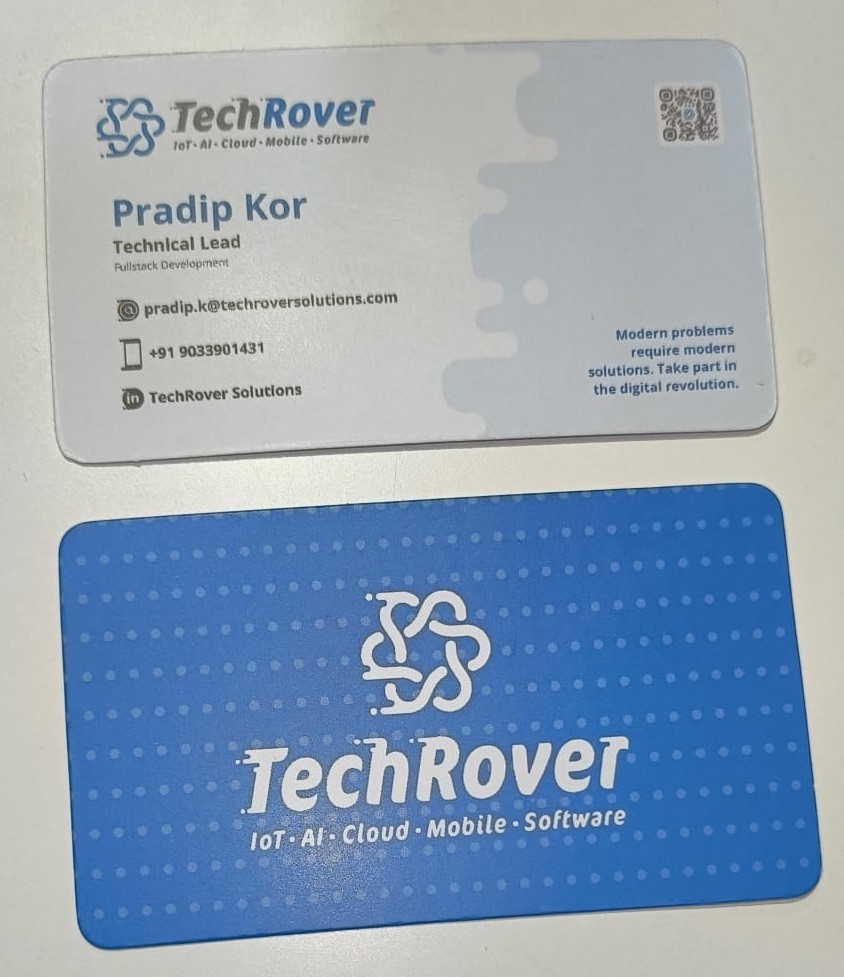 TechRover
IoT · AI · Cloud · Mobile · Software
Pradip Kor
Technical Lead
Fullstack Development
@ pradip.k@techroversolutions.com
+91 9033901431
in TechRover Solutions
Modern problems
require modern
solutions. Take part in
the digital revolution.
TechRover
IoT · AI · Cloud · Mobile · Software